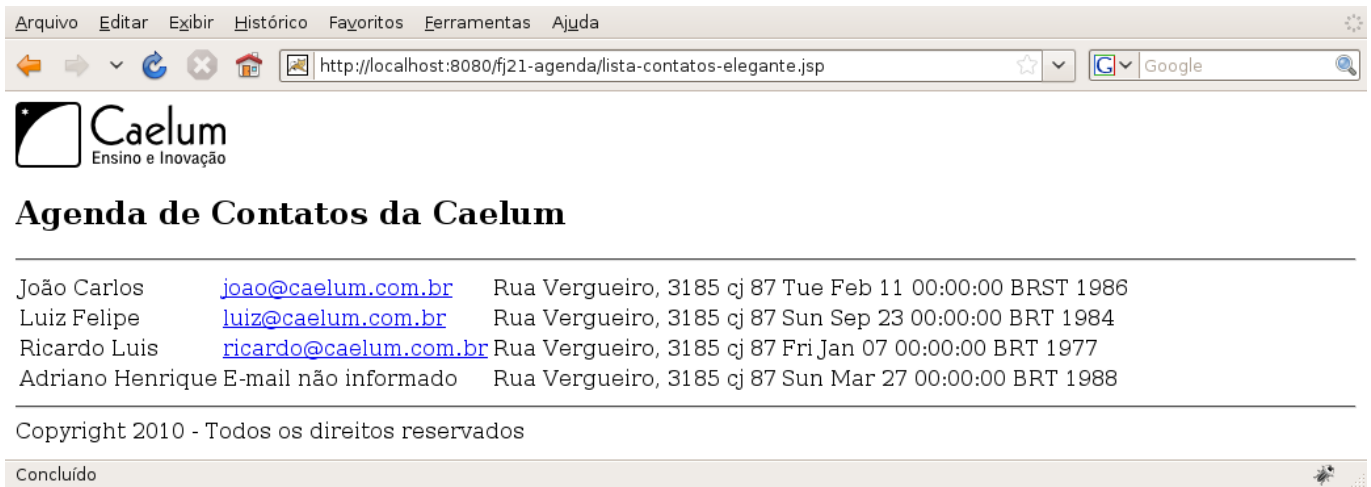 Arquivo Editar Exibir Histórico Favoritos Ferramentas Ajuda
http://localhost:8080/fj21-agenda/lista-contatos-elegante.jsp G Google
Caelum
Ensino e Inovação
Agenda de Contatos da Caelum
João Carlos joao@caelum.com.br Rua Vergueiro, 3185 cj 87 Tue Feb 11 00:00:00 BRST 1986
Luiz Felipe luiz@caelum.com.br Rua Vergueiro, 3185 cj 87 Sun Sep 23 00:00:00 BRT 1984
Ricardo Luis ricardo@caelum.com.br Rua Vergueiro, 3185 cj 87 Fri Jan 07 00:00:00 BRT 1977
Adriano Henrique E-mail não informado Rua Vergueiro, 3185 cj 87 Sun Mar 27 00:00:00 BRT 1988
Copyright 2010 - Todos os direitos reservados
Concluído